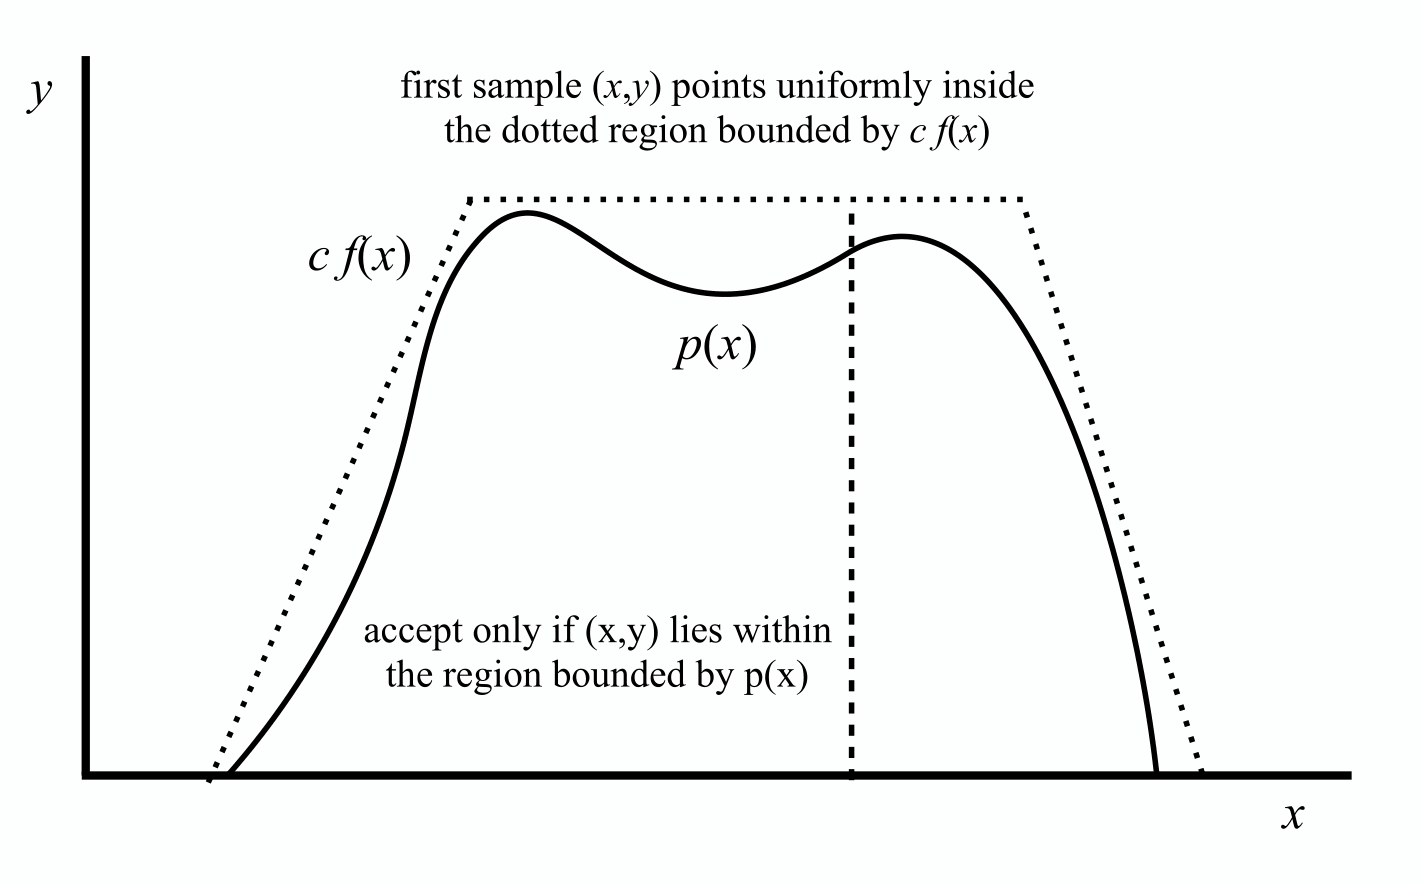 y
first sample (x,y) points uniformly inside
the dotted region bounded by c f(x)
c f(x)
p(x)
accept only if (x,y) lies within
the region bounded by p(x)
x